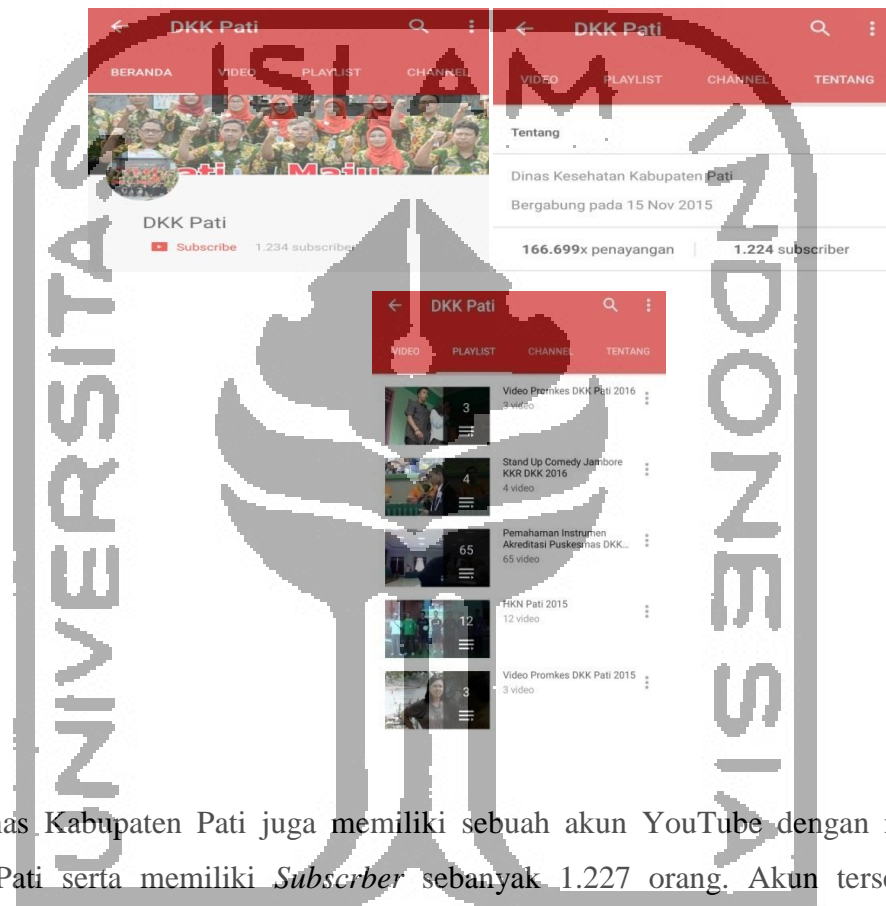 DKK Pati
BERANDA VIDEO PLAYLIST CHANNEL
Pati Maju
DKK Pati
Subscribe 1.234 subscriber
DKK Pati
VIDEO PLAYLIST CHANNEL TENTANG
Tentang
Dinas Kesehatan Kabupaten Pati
Bergabung pada 15 Nov 2015
166.699x penayangan 1.224 subscriber
DKK Pati
VIDEO PLAYLIST CHANNEL TENTANG
3
Video Promkes DKK Pati 2016
3 video
4
Stand Up Comedy Jambore
KKR DKK 2016
4 video
65
Pemahaman Instrumen
Akreditasi Puskesmas DKK...
65 video
12
HKN Pati 2015
12 video
3
Video Promkes DKK Pati 2015
3 video
Kabupaten Pati juga memiliki sebuah akun YouTube dengan
Pati serta memiliki Subscrber sebanyak 1.227 orang. Akun
UNIVERSITAS
ISLAM
INDONESIA